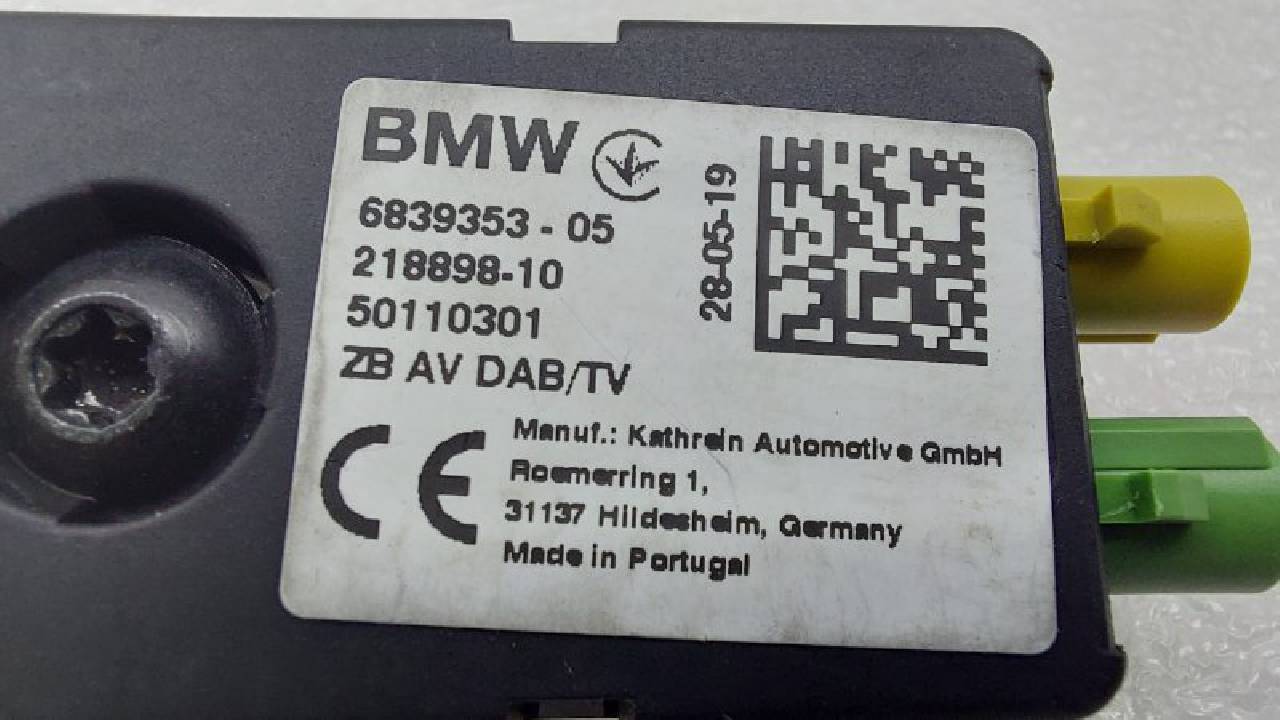 BMW
6839353 - 05
218898-10
50110301
ZB AV DAB/TV
28-05-19
CE
Manuf.: Kathrein Automotive GmbH
Roemerring 1,
31137 Hildesheim, Germany
Made in Portugal